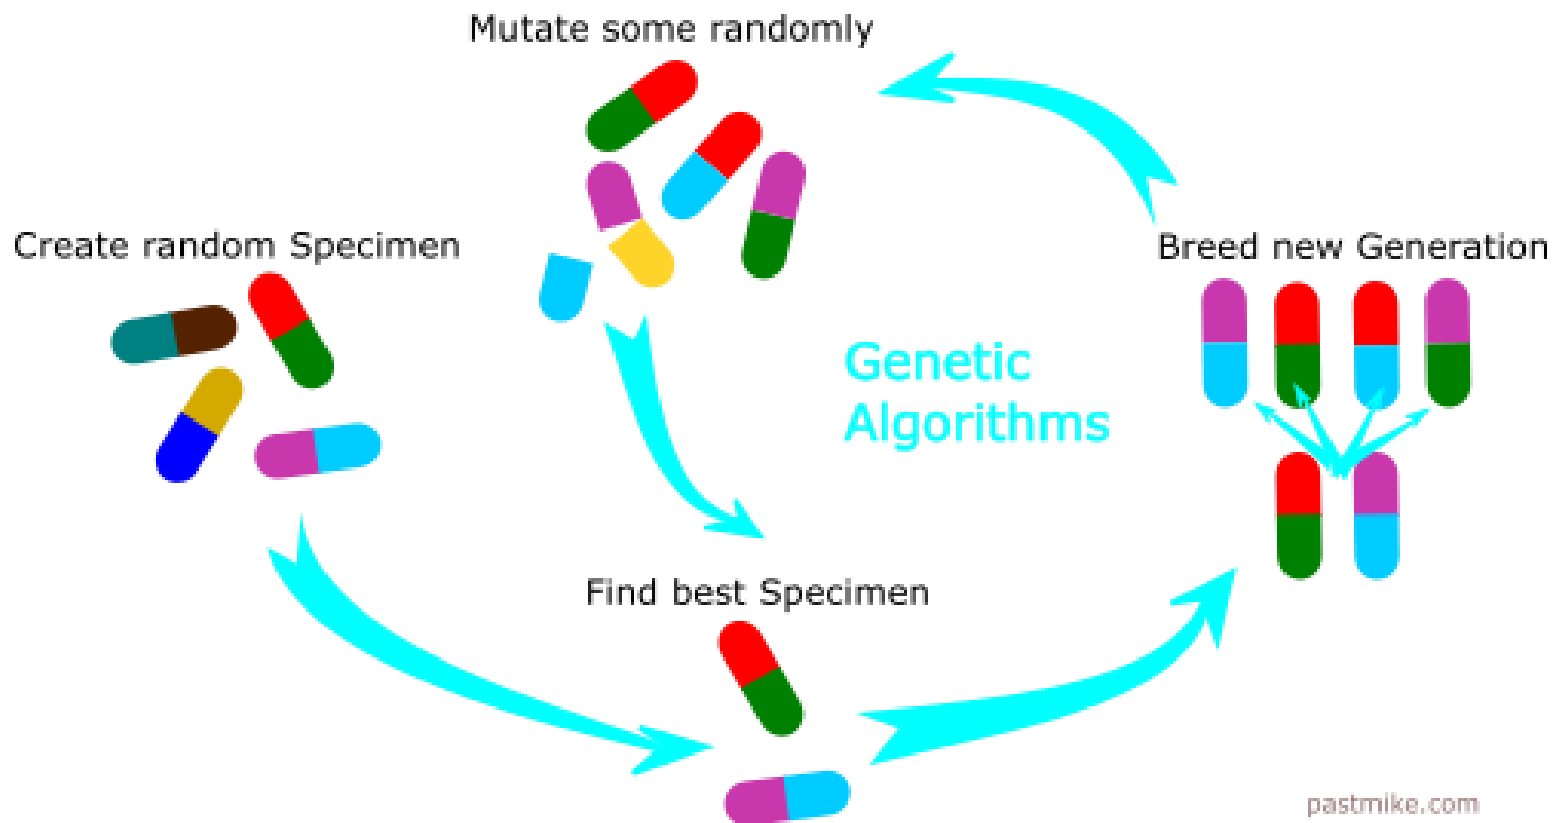 Mutate some randomly
Create random Specimen
Breed new Generation
Genetic
Algorithms
Find best Specimen
pastmike.com